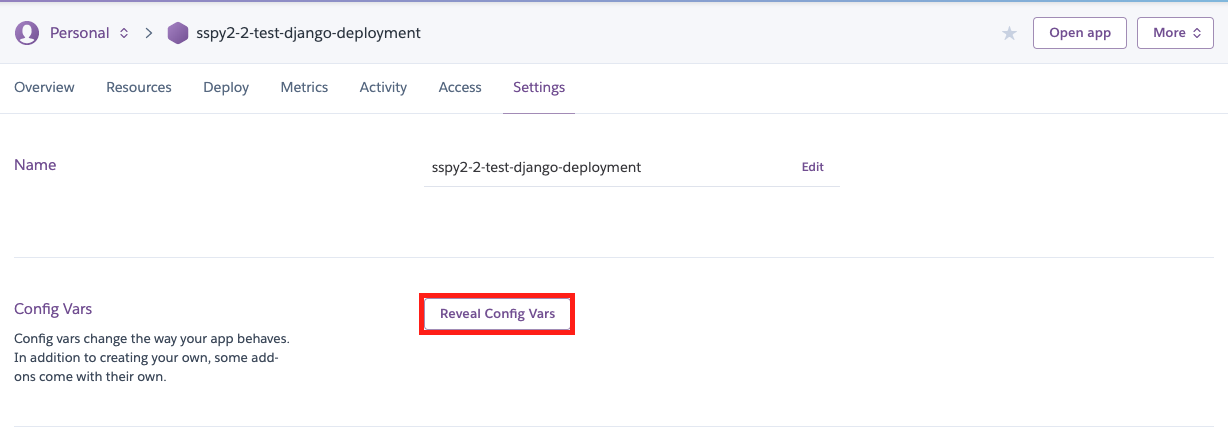 Personal
sspy2-2-test-django-deployment
Open app
More
Overview Resources Deploy Metrics Activity Access Settings
Name
sspy2-2-test-django-deployment
Edit
Config Vars
Config vars change the way your app behaves.
In addition to creating your own, some add-
ons come with their own.
Reveal Config Vars